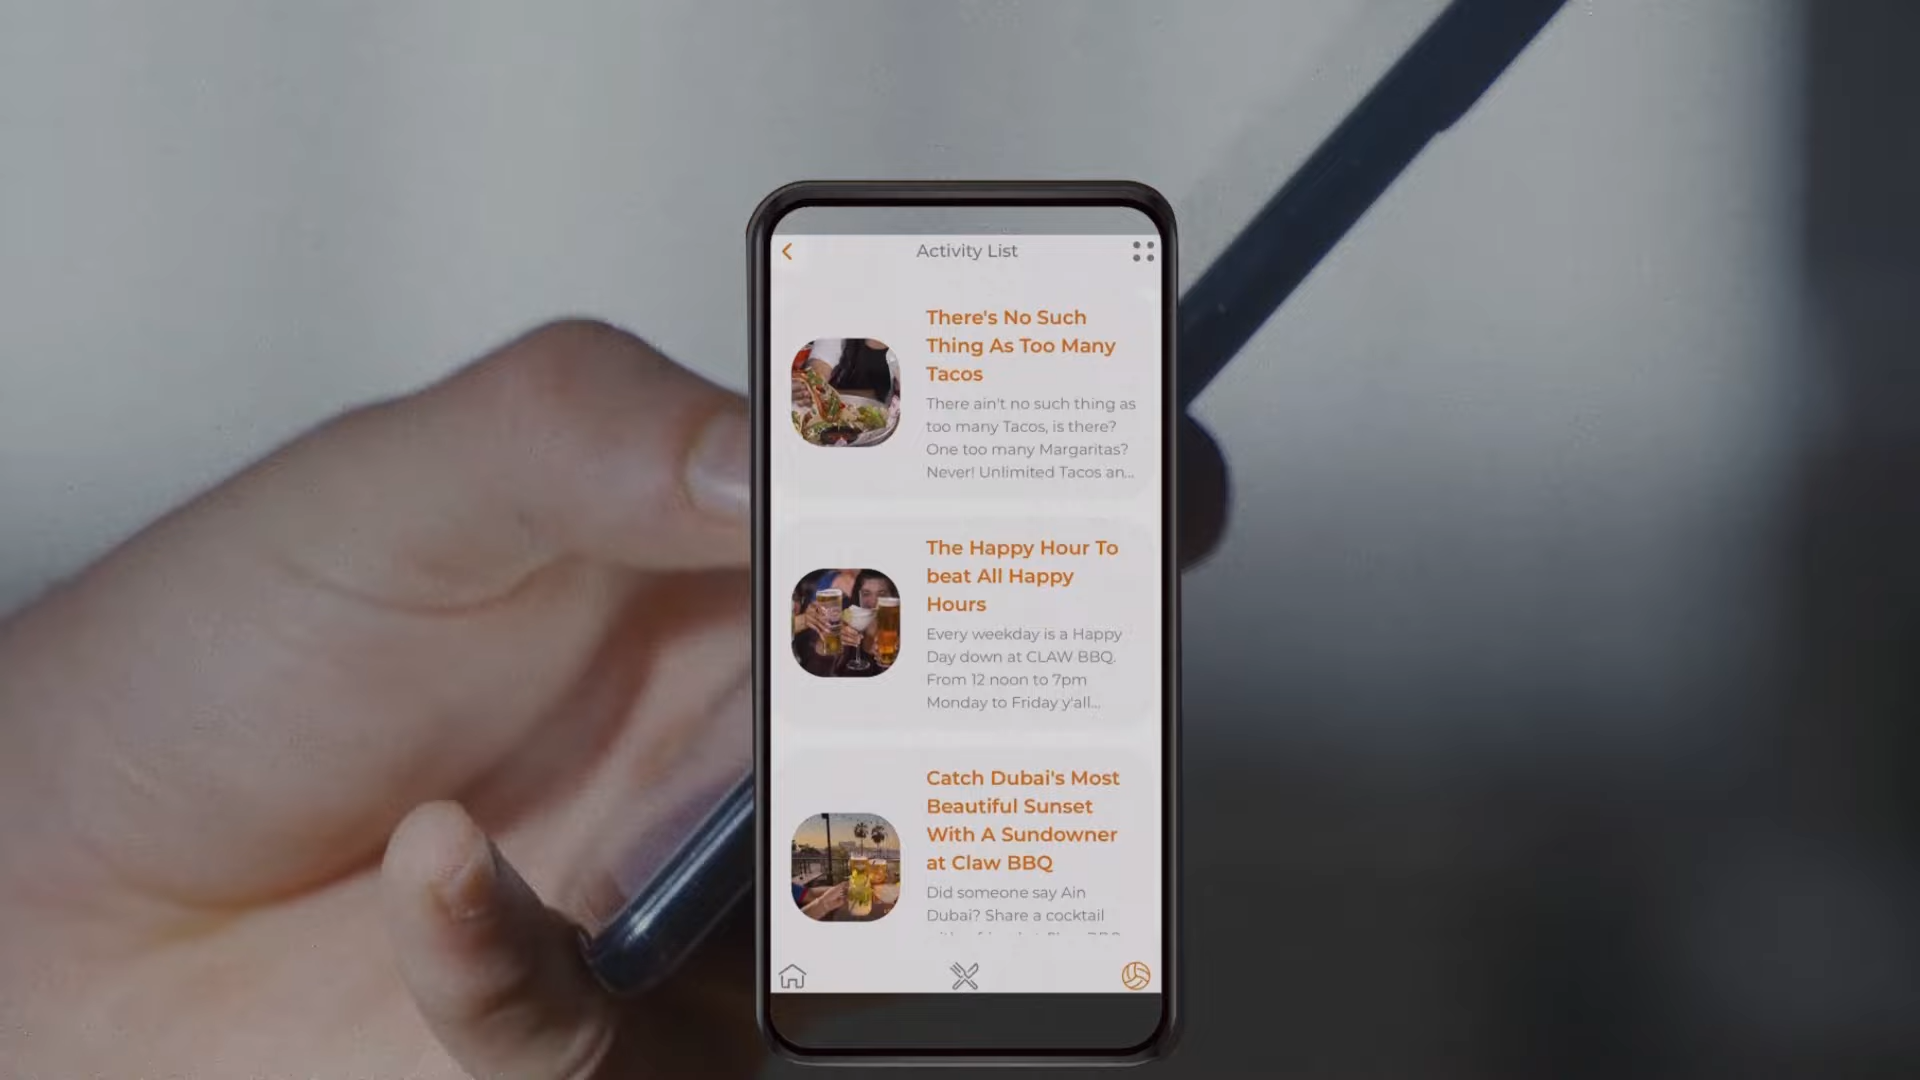 Activity List
There's No Such
Thing As Too Many
Tacos
There ain't no such thing as
too many Tacos, is there?
One too many Margaritas?
Never! Unlimited Tacos an...
The Happy Hour To
beat All Happy
Hours
Every weekday is a Happy
Day down at CLAW BBQ.
From 12 noon to 7pm
Monday to Friday y'all...
Catch Dubai's Most
Beautiful Sunset
With A Sundowner
at Claw BBQ
Did someone say Ain
Dubai? Share a cocktail